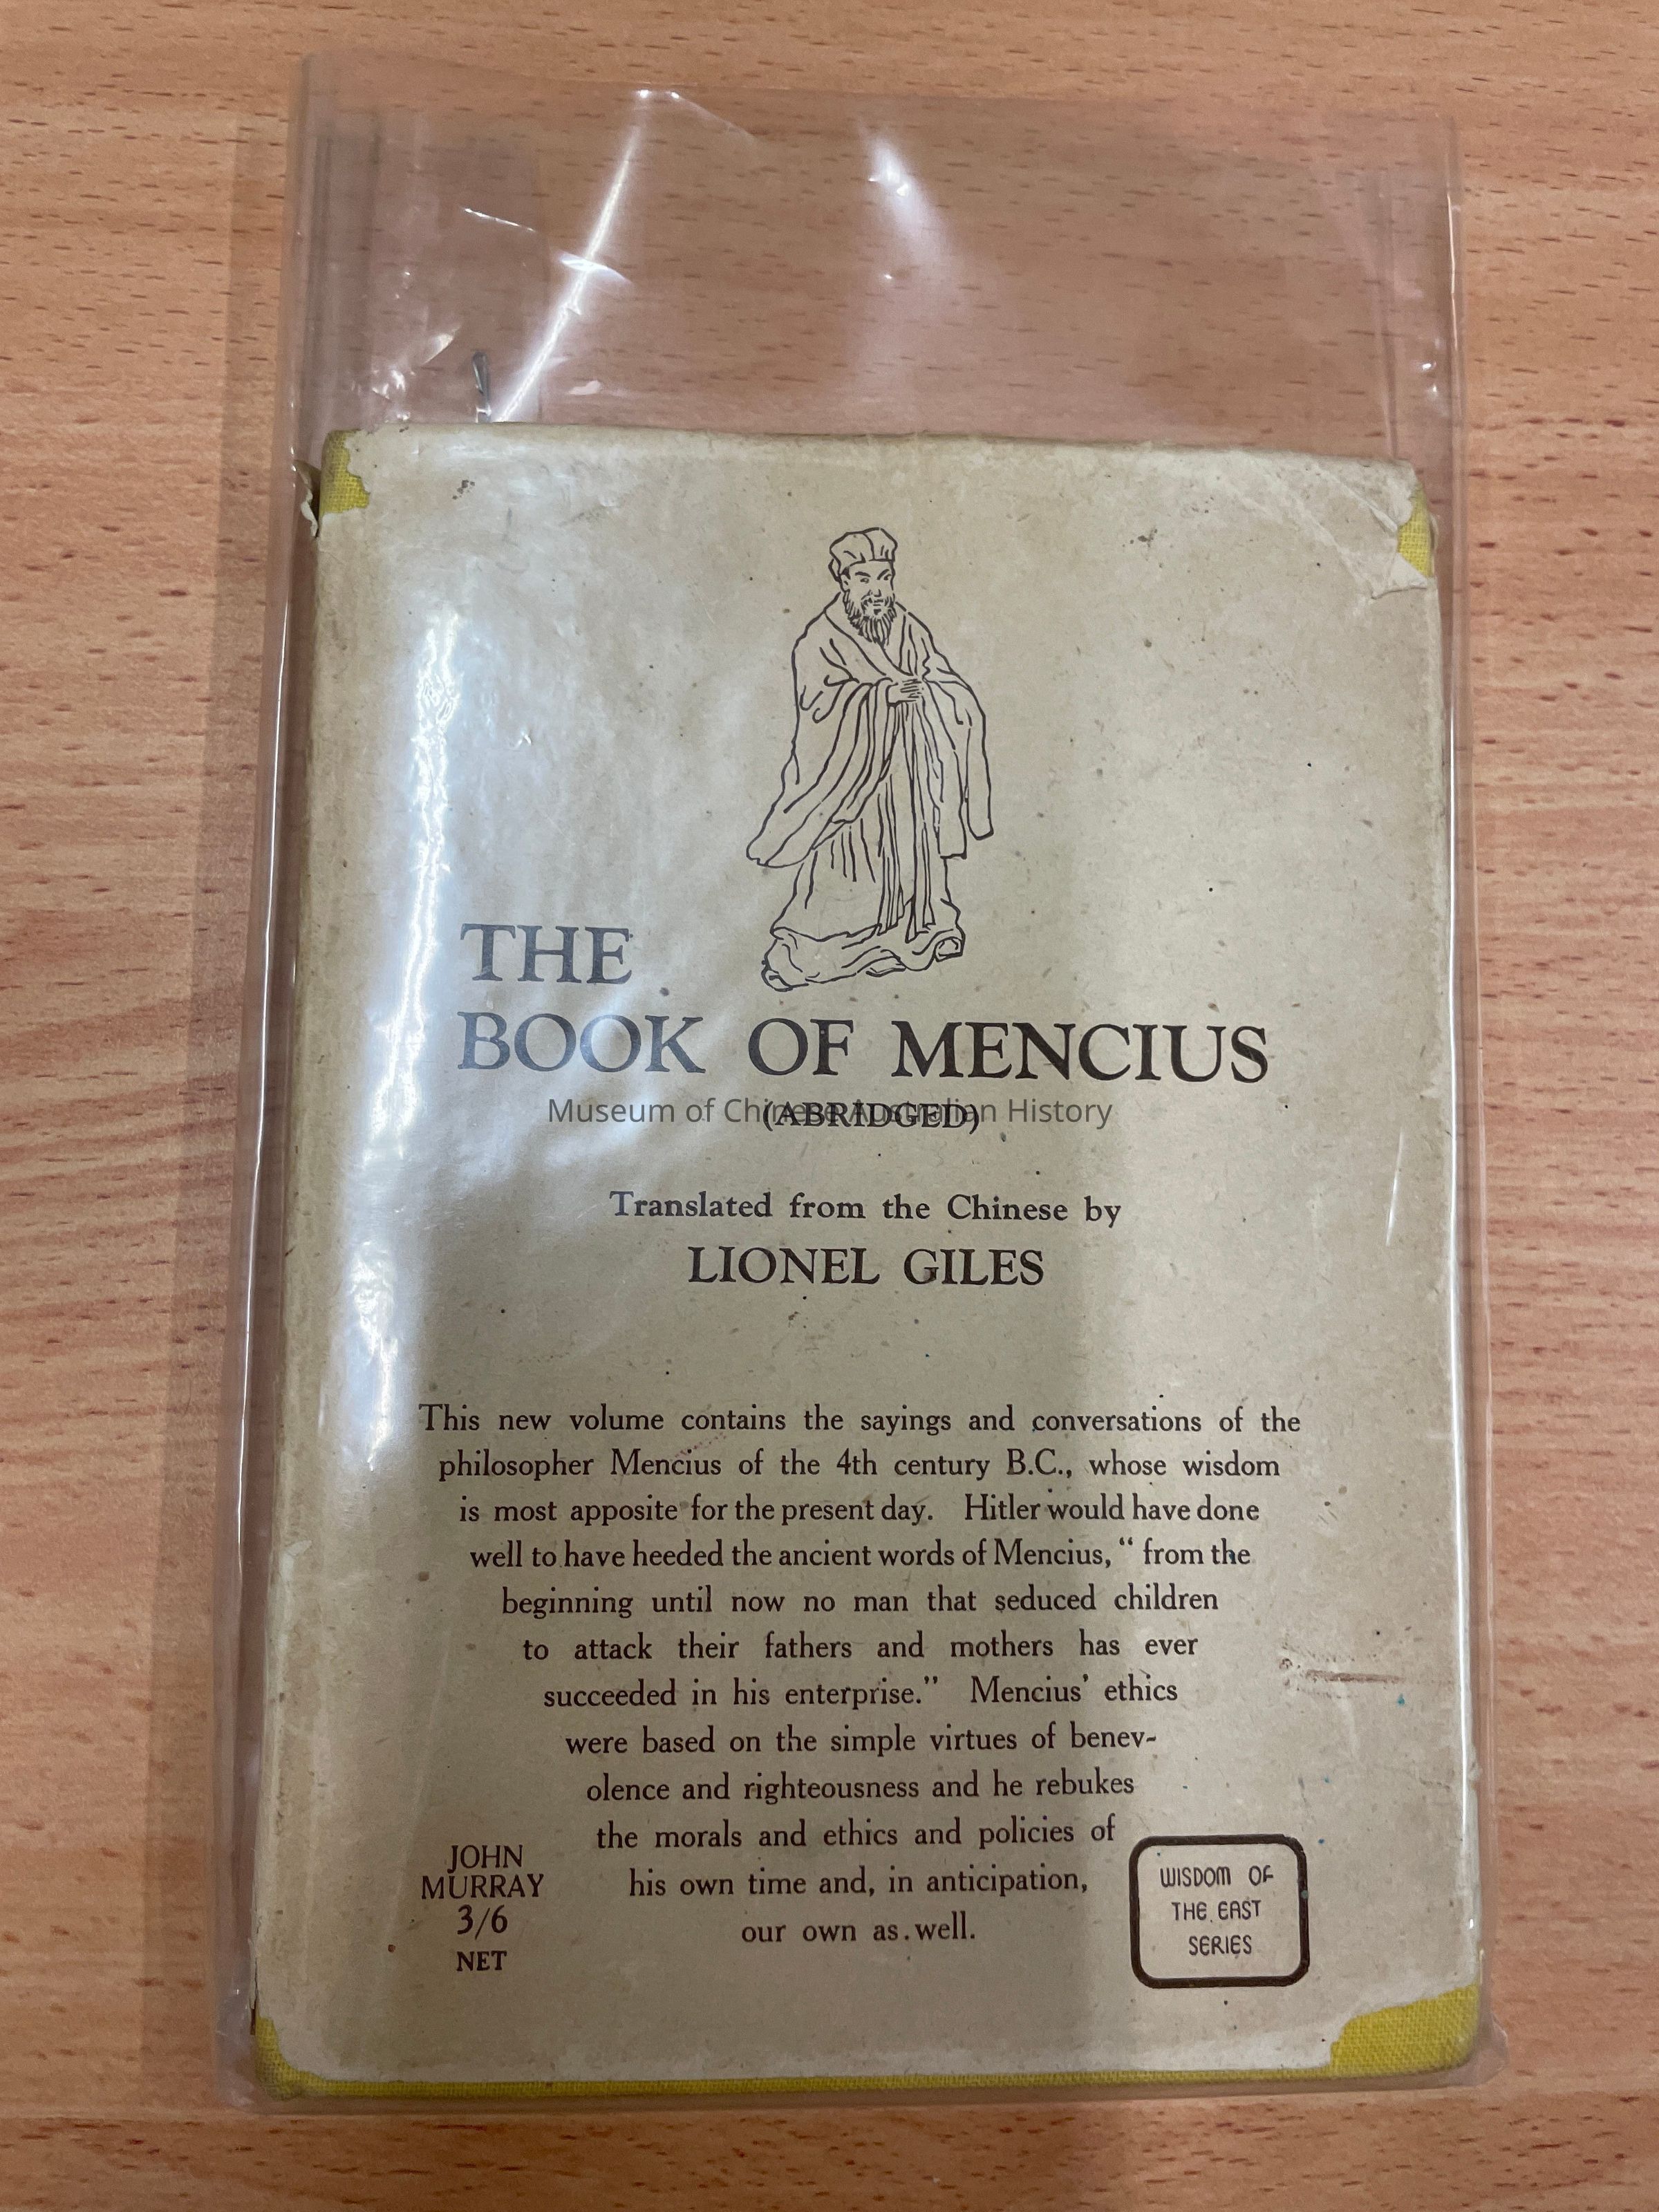 THE
BOOK OF MENCIUS
(ABRIDGED)
Museum of Chinese Australian History
Translated from the Chinese by
LIONEL GILES
This new volume contains the sayings and conversations of the
philosopher Mencius of the 4th century B.C., whose wisdom
is most apposite for the present day. Hitler would have done
well to have heeded the ancient words of Mencius, “ from the
beginning until now no man that seduced children
to attack their fathers and mothers has ever
succeeded in his enterprise.” Mencius’ ethics
were based on the simple virtues of benev-
olence and righteousness and he rebukes
the morals and ethics and policies of
his own time and, in anticipation,
our own as well.
JOHN
MURRAY
3/6
NET
WISDOM OF
THE EAST
SERIES